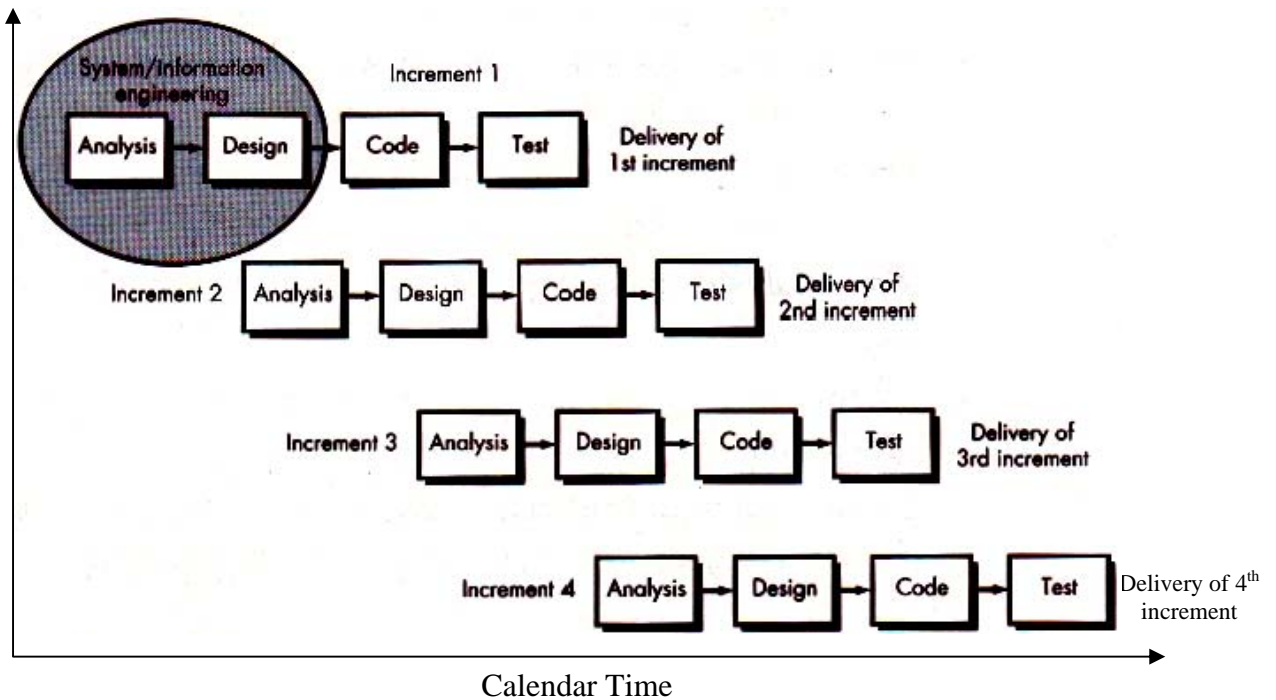 System/information
engineering
Increment 1
Analysis
Design
Code
Test
Delivery of
1st increment
Increment 2
Analysis
Design
Code
Test
Delivery of
2nd increment
Increment 3
Analysis
Design
Code
Test
Delivery of
3rd increment
Increment 4
Analysis
Design
Code
Test
Delivery of 4th
increment
Calendar Time